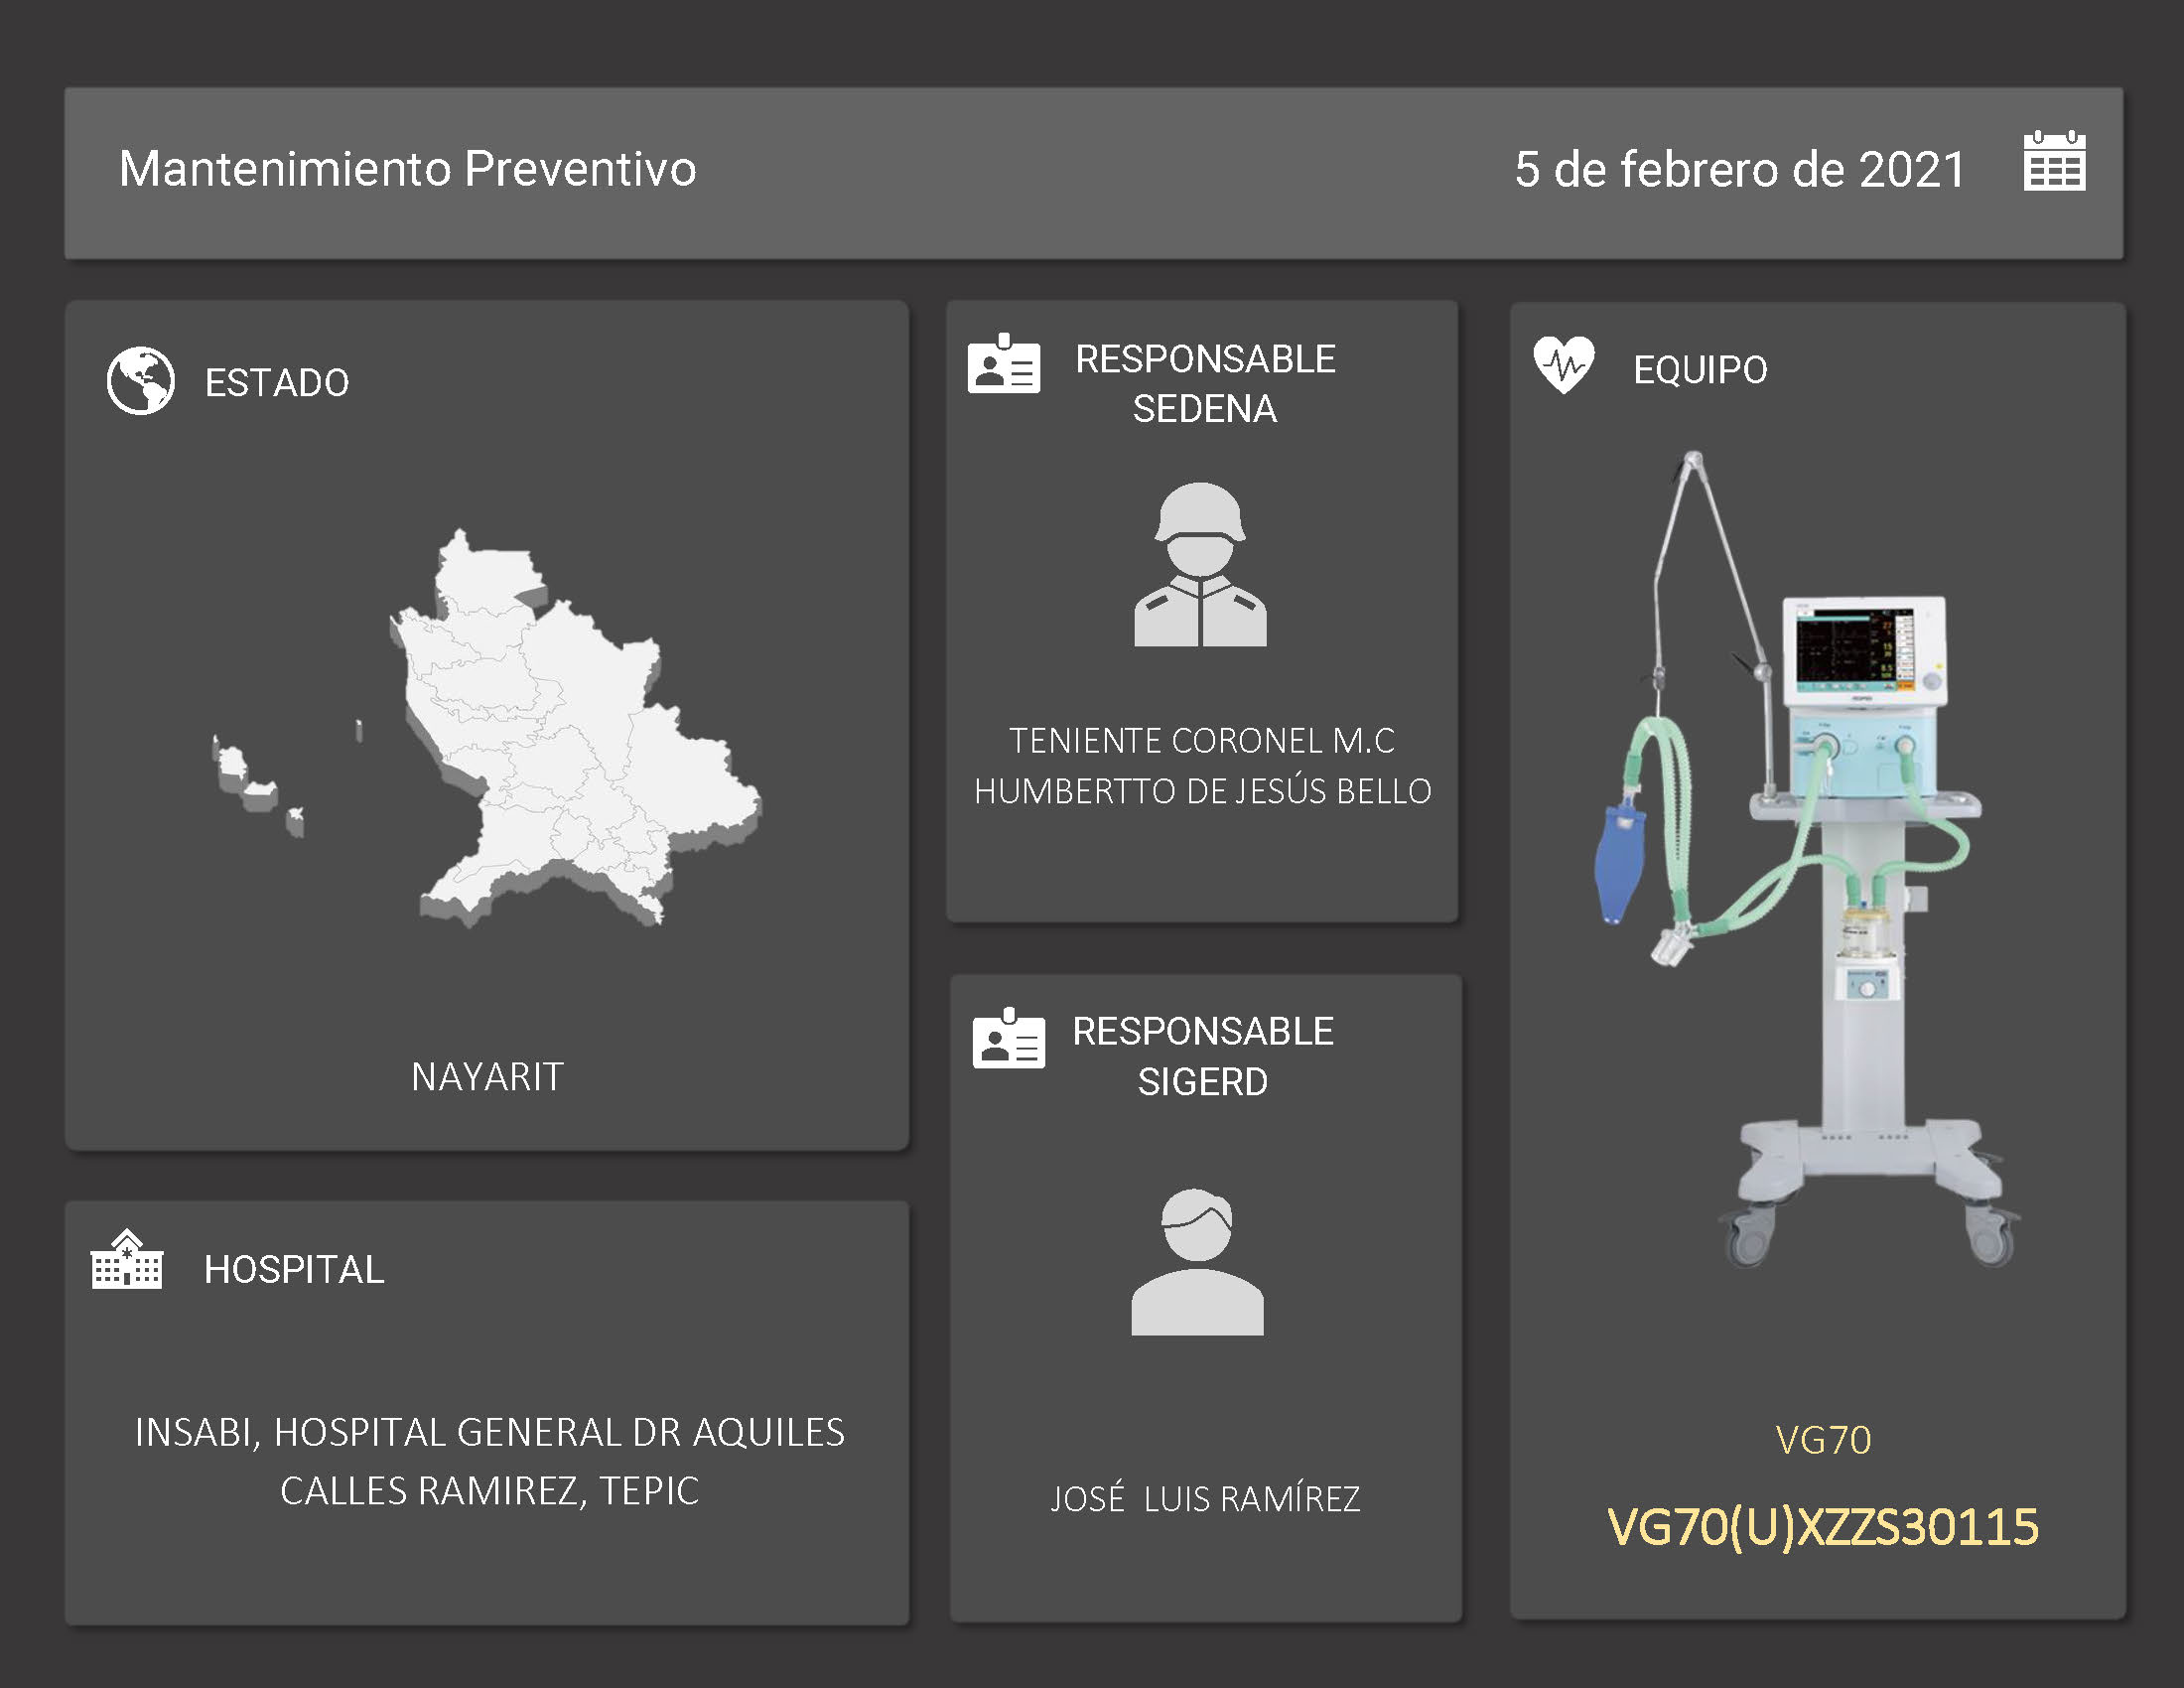 Mantenimiento Preventivo
5 de febrero de 2021
ESTADO
NAYARIT
HOSPITAL
INSABI, HOSPITAL GENERAL DR AQUILES
CALLES RAMIREZ, TEPIC
RESPONSABLE
SEDENA
TENIENTE CORONEL M.C
HUMBERTTO DE JESÚS BELLO
RESPONSABLE
SIGERD
JOSÉ LUIS RAMÍREZ
EQUIPO
VG70
VG70(U)XZZS30115